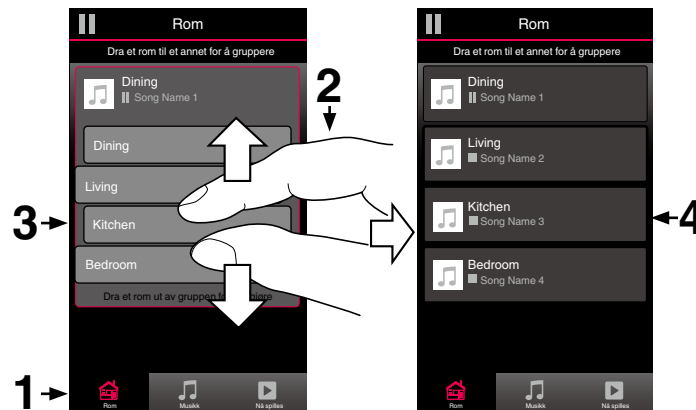 Rom
Dra et rom til et annet for å gruppere
Dining
Song Name 1
Dining
Living
Kitchen
Bedroom
Dra et rom ut av gruppen
Rom
Musikk
Nå spilles
2
3
1
Rom
Dra et rom til et annet for å gruppere
Dining
Song Name 1
Living
Song Name 2
Kitchen
Song Name 3
Bedroom
Song Name 4
Rom
Musikk
Nå spilles
4